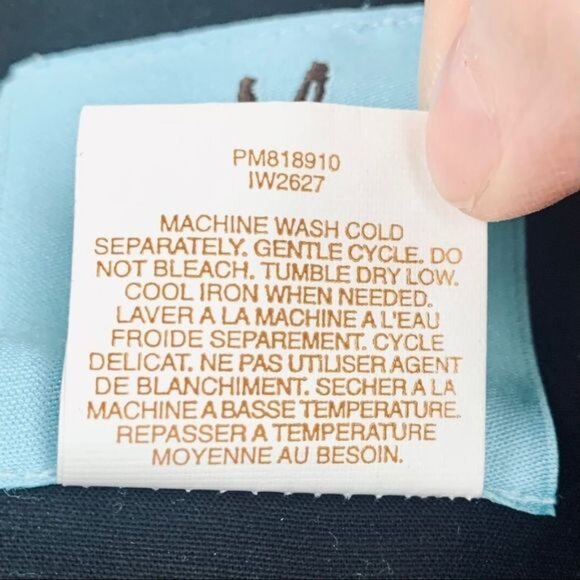 PM818910
IW2627
MACHINE WASH COLD
SEPARATELY. GENTLE CYCLE. DO
NOT BLEACH. TUMBLE DRY LOW.
COOL IRON WHEN NEEDED.
LAVER A LA MACHINE A L'EAU
FROIDE SEPAREMENT. CYCLE
DELICAT. NE PAS UTILISER AGENT
DE BLANCHIMENT. SECHER A LA
MACHINE A BASSE TEMPERATURE.
REPASSER A TEMPERATURE
MOYENNE AU BESOIN.